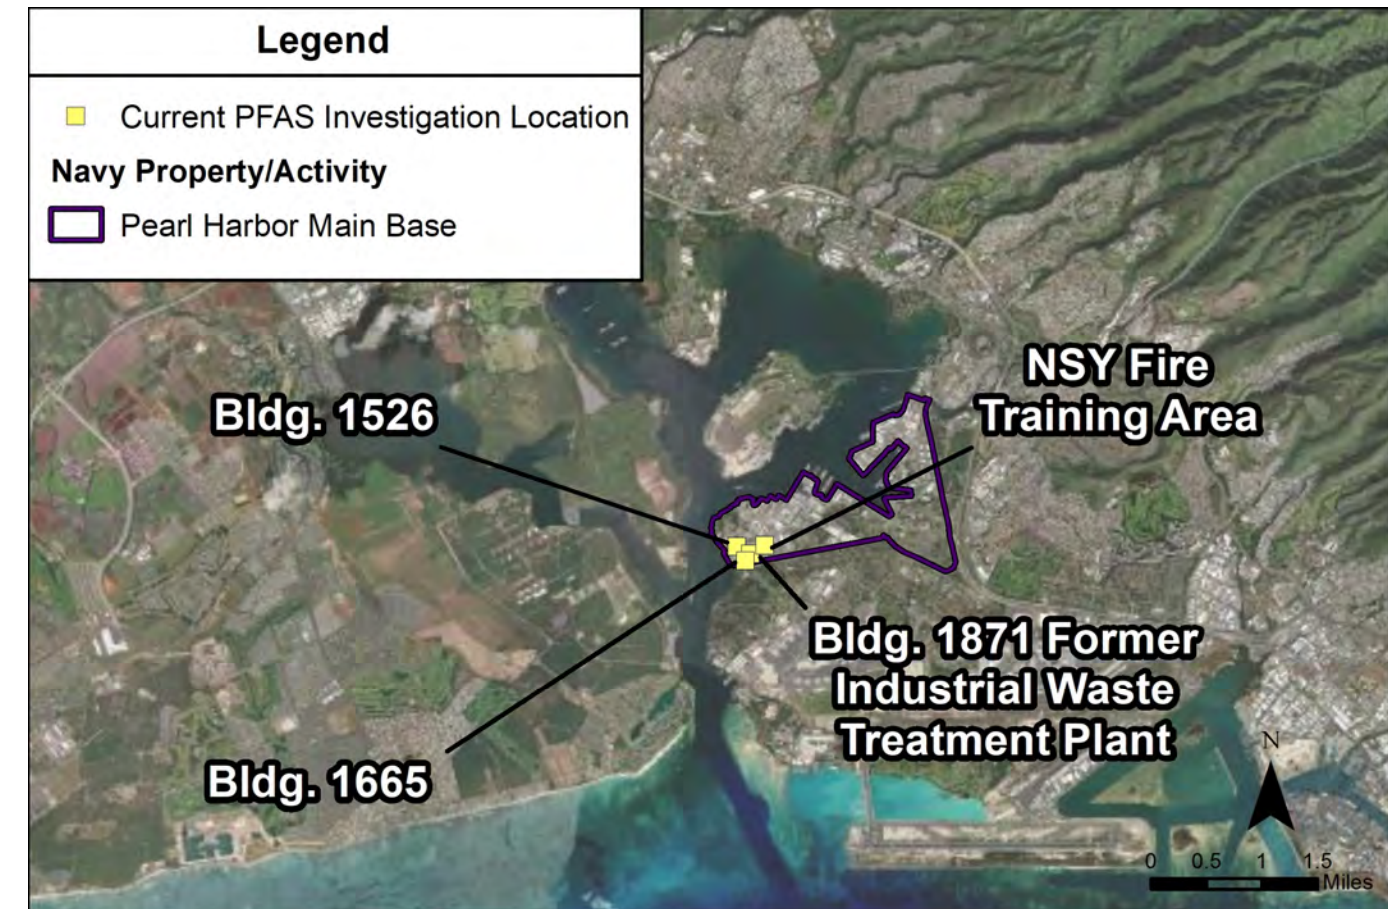 Legend
Current PFAS Investigation Location
Navy Property/Activity
Pearl Harbor Main Base
NSY Fire
Training Area
Bldg. 1526
Bldg. 1871 Former
Industrial Waste
Treatment Plant
Bldg. 1665
N
0 0.5 1 1.5
Miles